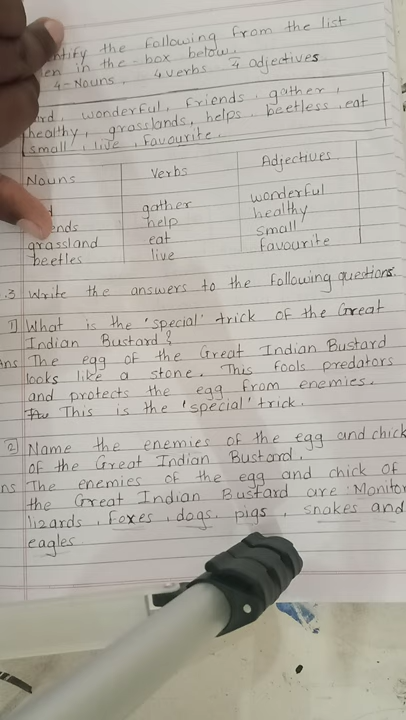 ntify the following from the list
en in the box below.
4-Nouns, 4 verbs 4 adjectives
rd, wonderful, friends, gather,
healthy, grasslands, helps, beetless, eat
small, live, favourite.
Nouns Verbs Adjectives
d gather wonderful
ends help healthy
grassland eat small
beetles live favourite
.3 Write the answers to the following questions.
1) What is the 'special' trick of the Great
Indian Bustard?
Ans The egg of the Great Indian Bustard
looks like a stone. This fools predators
and protects the egg from enemies.
This is the 'special' trick.
2) Name the enemies of the egg and chick
of the Great Indian Bustard.
ns The enemies of the egg and chick of
the Great Indian Bustard are Monitor
lizards, foxes, dogs, pigs, snakes and
eagles